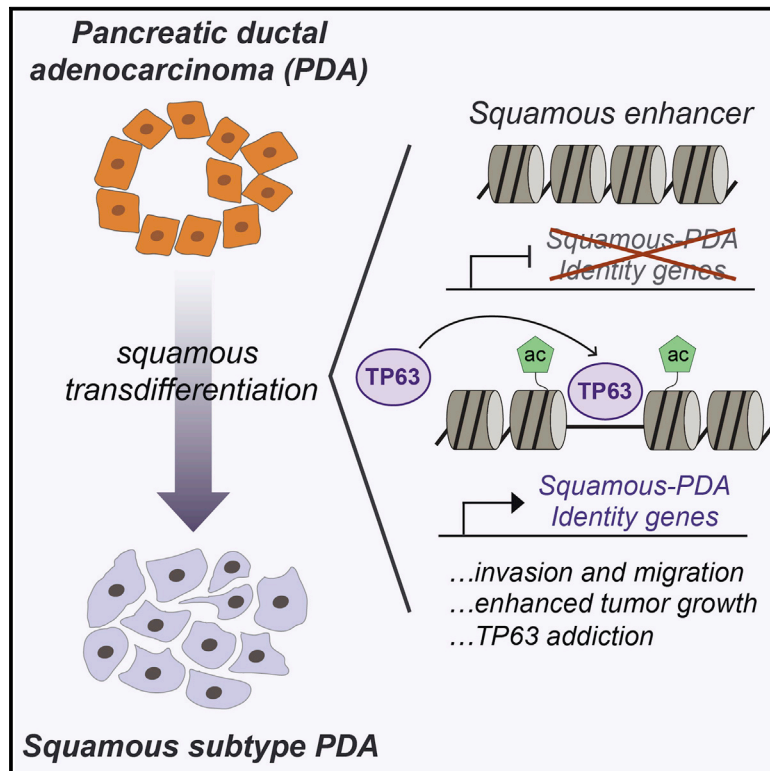 Pancreatic ductal
adenocarcinoma (PDA)
squamous
transdifferentiation
Squamous subtype PDA
Squamous enhancer
Squamous-PDA
Identity genes
TP63
ac
TP63
ac
Squamous-PDA
Identity genes
...invasion and migration
...enhanced tumor growth
...TP63 addiction